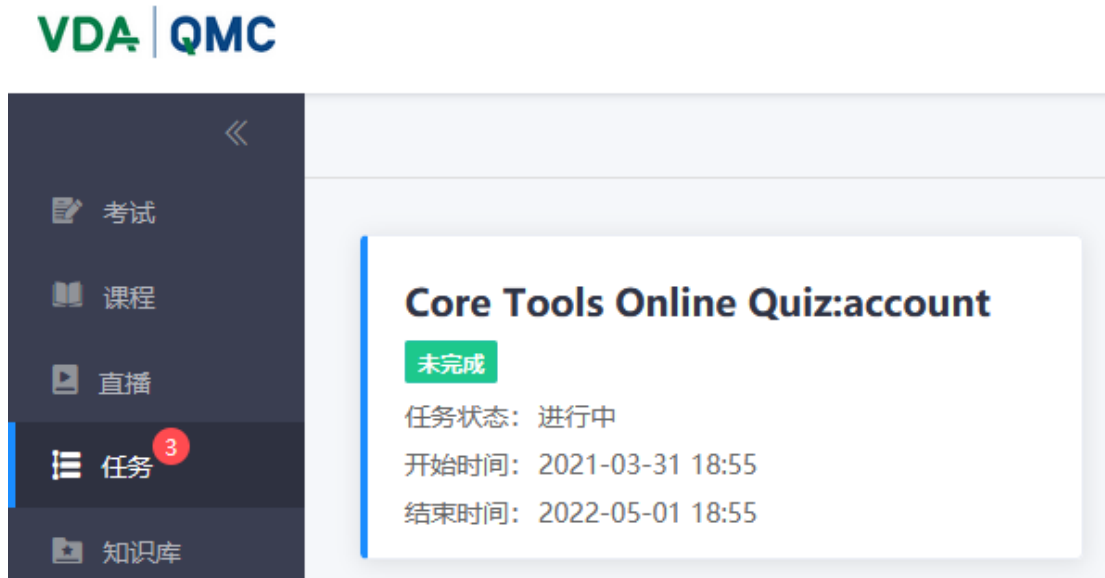 VDA QMC
考试
课程
直播
任务 3
知识库
Core Tools Online Quiz:account
未完成
任务状态：进行中
开始时间：2021-03-31 18:55
结束时间：2022-05-01 18:55